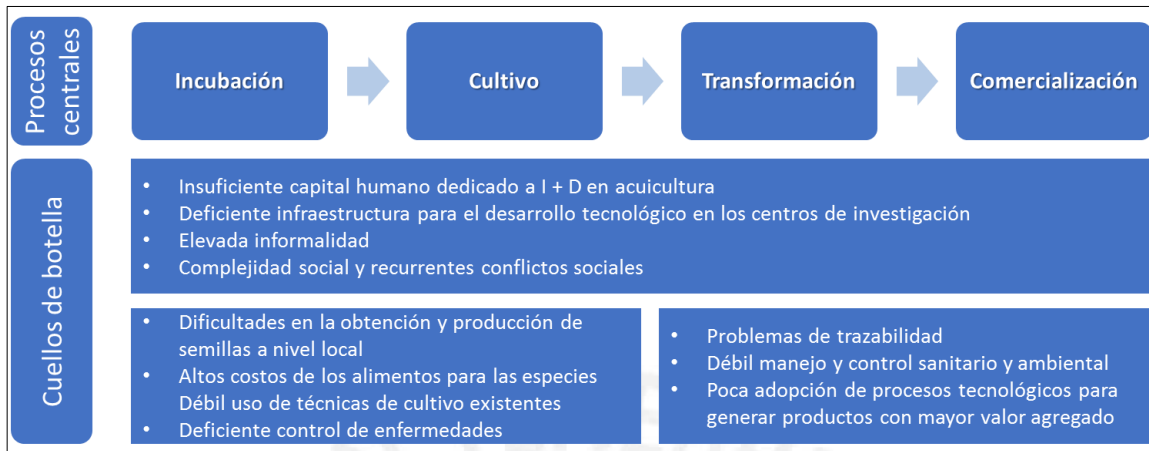 Procesos
centrales
Incubación
Cultivo
Transformación
Comercialización
Cuellos de botella
• Insuficiente capital humano dedicado a I + D en acuicultura
• Deficiente infraestructura para el desarrollo tecnológico en los centros de investigación
• Elevada informalidad
• Complejidad social y recurrentes conflictos sociales
• Dificultades en la obtención y producción de
semillas a nivel local
• Altos costos de los alimentos para las especies
Débil uso de técnicas de cultivo existentes
• Deficiente control de enfermedades
• Problemas de trazabilidad
• Débil manejo y control sanitario y ambiental
• Poca adopción de procesos tecnológicos para
generar productos con mayor valor agregado